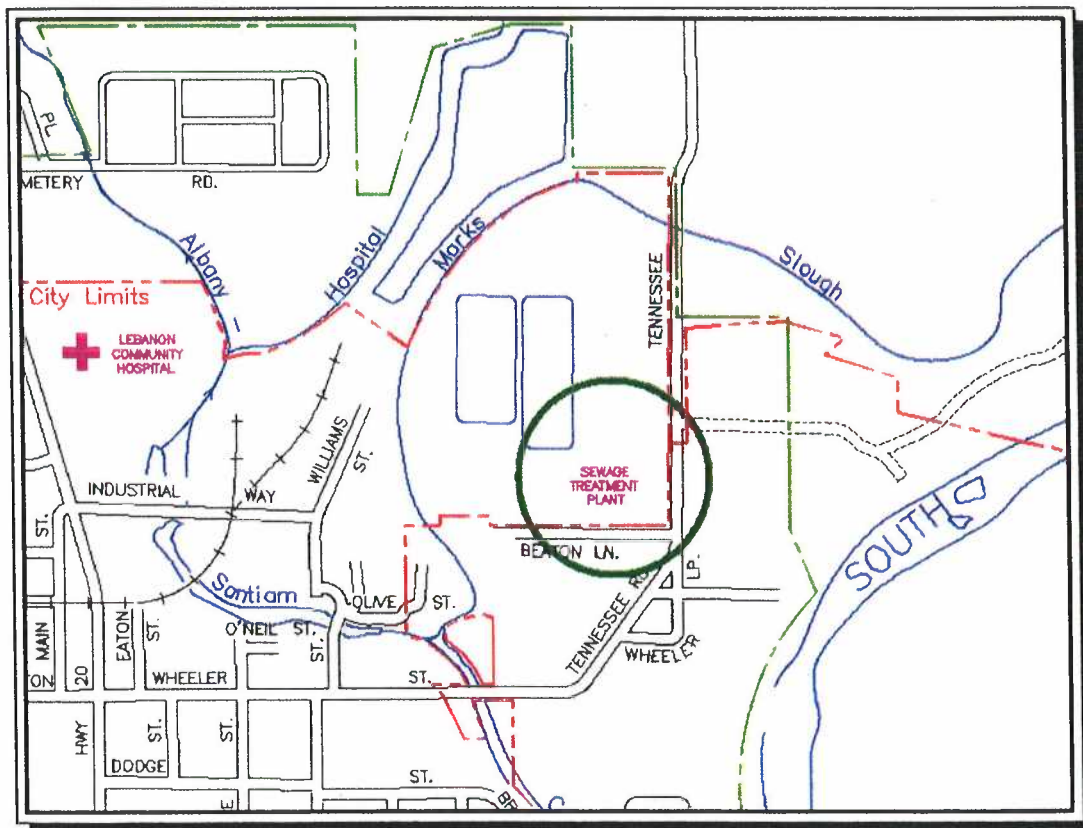 PL.
METERY RD.
Albany
Hospital
Marks
Slough
TENNESSEE
City Limits
LEBANON
COMMUNITY
HOSPITAL
WILLIAMS
ST.
INDUSTRIAL WAY
SEWAGE
TREATMENT
PLANT
BEATON LN.
SOUTH
ST.
Santiam
OLIVE ST.
O'NEIL ST.
ST.
LP.
TENNESSEE RD.
WHEELER
MAIN
TON
20
EATON
ST.
WHEELER ST.
HWY
ST.
ST.
DODGE ST.
E